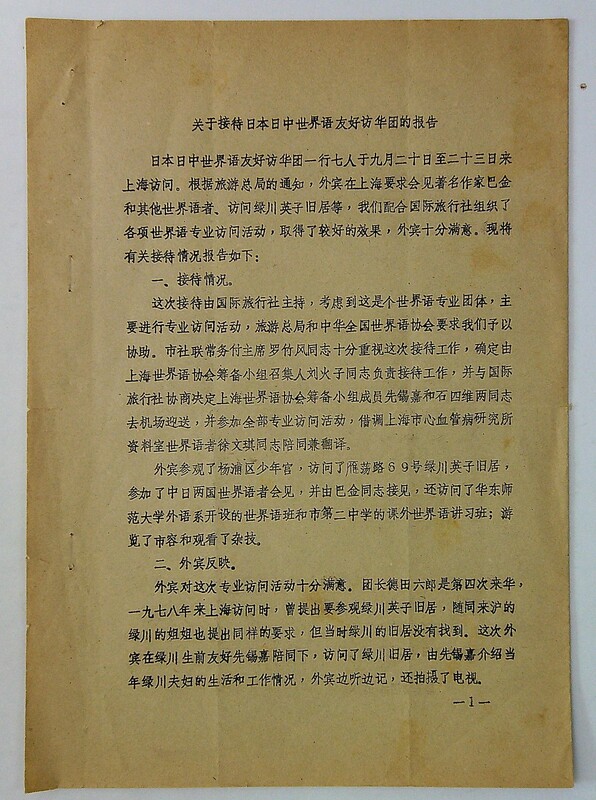 关于接待日本日中世界语友好访华团的报告
日本日中世界语友好访华团一行七人于九月二十日至二十三日来
上海访问。根据旅游总局的通知，外宾在上海要求会见著名作家巴金
和其他世界语者、访问绿川英子旧居等，我们配合国际旅行社组织了
各项世界语专业访问活动，取得了较好的效果，外宾十分满意。现将
有关接待情况报告如下：
一、接待情况。
这次接待由国际旅行社主持，考虑到这是个世界语专业团体，主
要进行专业访问活动，旅游总局和中华全国世界语协会要求我们予以
协助。市社联常务付主席罗竹风同志十分重视这次接待工作，确定由
上海世界语协会筹备小组召集人刘火子同志负责接待工作，并与国际
旅行社协商决定上海世界语协会筹备小组成员先锡嘉和石四维两同志
去机场迎送，并参加全部专业访问活动，借调上海市心血管病研究所
资料室世界语者徐文琪同志陪同兼翻译。
外宾参观了杨浦区少年宫，访问了雁荡路69号绿川英子旧居，
参加了中日两国世界语者会见，并由巴金同志接见，还访问了华东师
范大学外语系开设的世界语班和市第二中学的课外世界语讲习班；游
览了市容和观看了杂技。
二、外宾反映。
外宾对这次专业访问活动十分满意。团长德田六郎是第四次来华，
一九七八年来上海访问时，曾提出要参观绿川英子旧居，随同来沪的
绿川的姐姐也提出同样的要求，但当时绿川的旧居没有找到。这次外
宾在绿川生前友好先锡嘉陪同下，访问了绿川旧居，由先锡嘉介绍当
年绿川夫妇的生活和工作情况，外宾边听边记，还拍摄了电视。
—1—